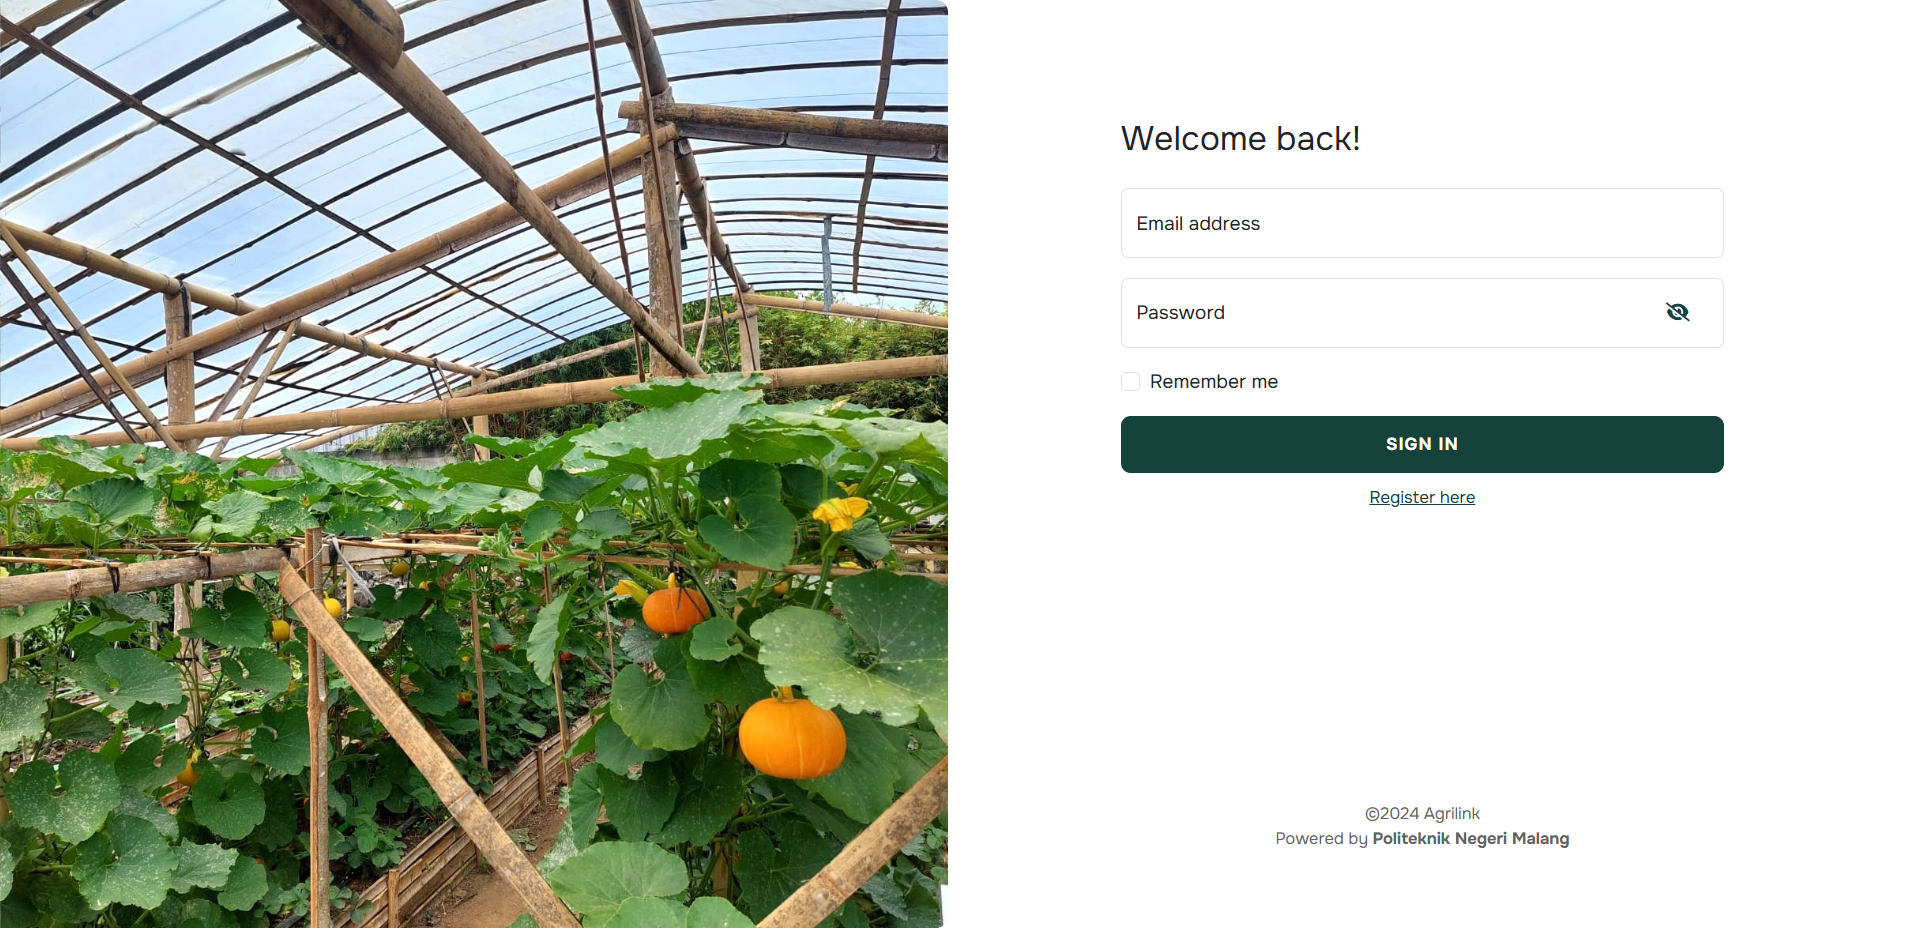 Welcome back!
Email address
Password
Remember me
SIGN IN
Register here
©2024 Agrilink
Powered by Politeknik Negeri Malang